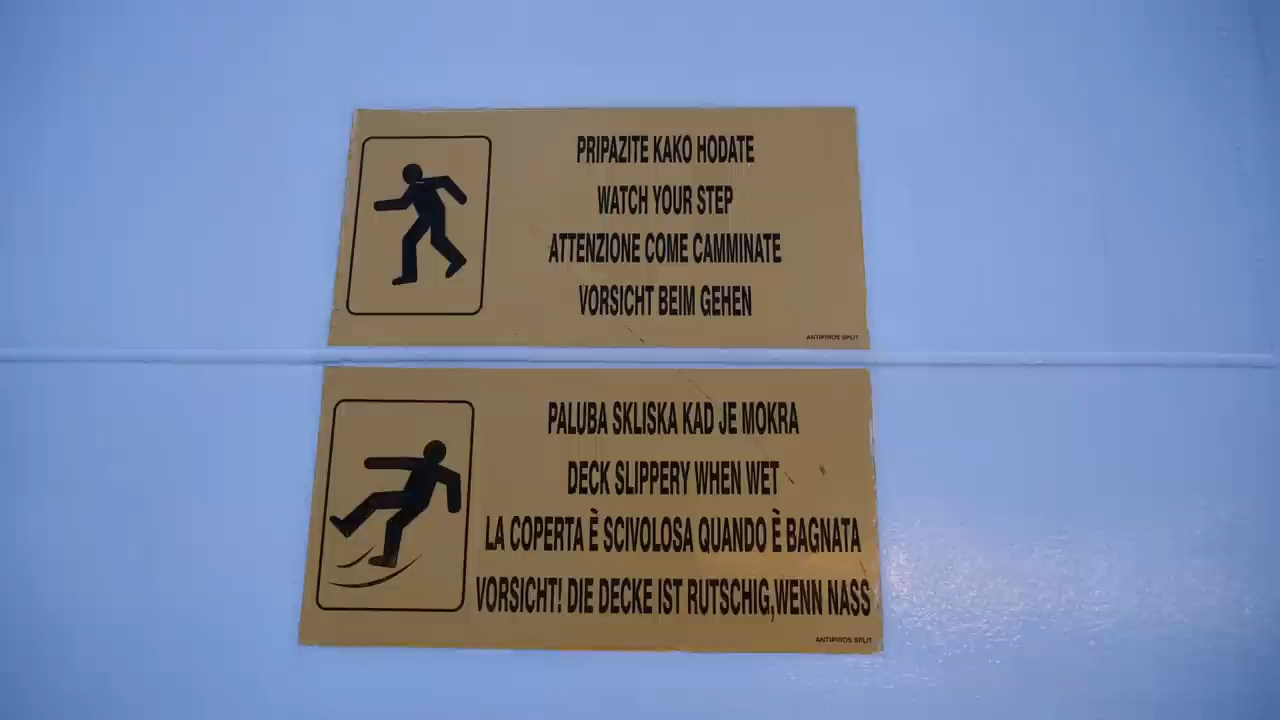 PRIPAZITE KAKO HODATE
WATCH YOUR STEP
ATTENZIONE COME CAMMINATE
VORSICHT BEIM GEHEN
ANTIPIROS SPLIT
PALUBA SKLISKA KAD JE MOKRA
DECK SLIPPERY WHEN WET
LA COPERTA È SCIVOLOSA QUANDO È BAGNATA
VORSICHT! DIE DECKE IST RUTSCHIG,WENN NASS
ANTIPIROS SPLIT